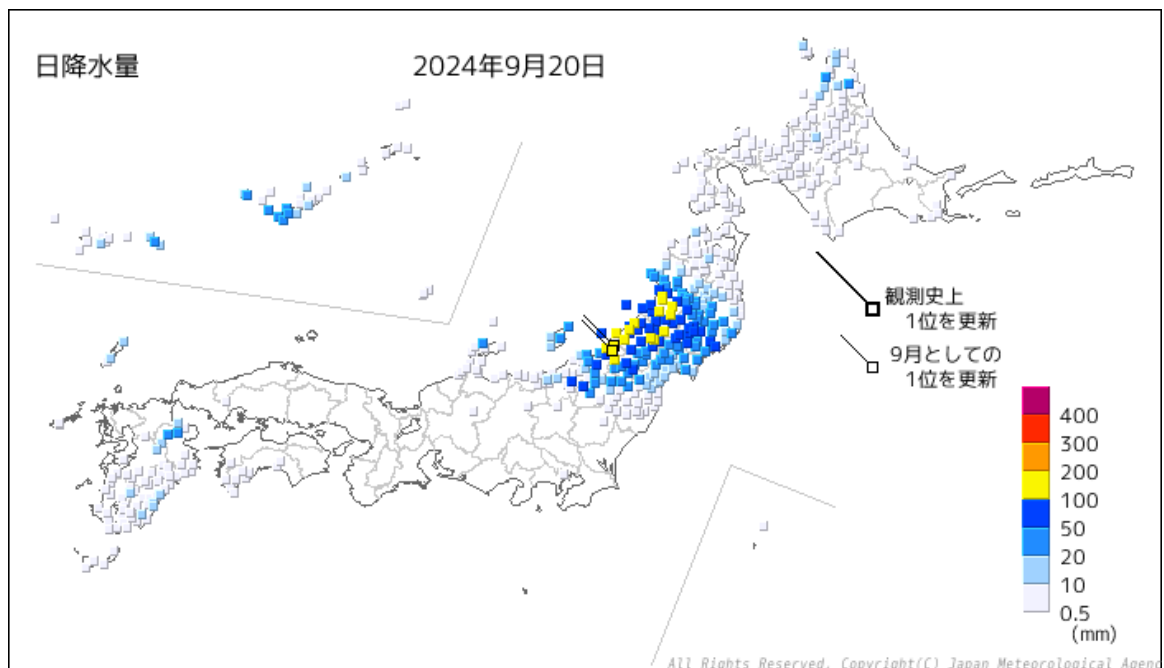 日降水量
2024年9月20日
観測史上
1位を更新
9月としての
1位を更新
400
300
200
100
50
20
10
0.5
(mm)
All Rights Reserved. Copyright(C) Japan Meteorological Agen